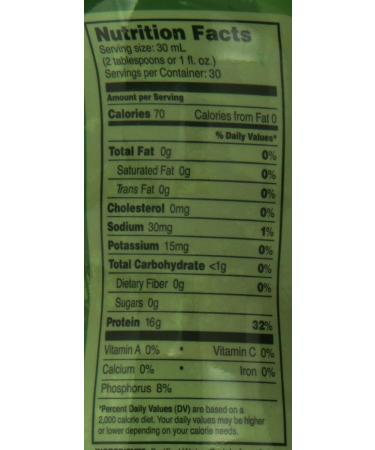 Nutrition Facts
Serving size: 30 mL
(2 tablespoons or 1 fl. oz.)
Servings per Container: 30
Amount per Serving
Calories 70 Calories from Fat 0
% Daily Values*
Total Fat 0g 0%
Saturated Fat 0g 0%
Trans Fat 0g 0%
Cholesterol 0mg 0%
Sodium 30mg 1%
Potassium 15mg 0%
Total Carbohydrate <1g 0%
Dietary Fiber 0g 0%
Sugars 0g
Protein 16g 32%
Vitamin A 0% • Vitamin C 0%
Calcium 0% • Iron 0%
Phosphorus 8%
*Percent Daily Values (DV) are based on a
2,000 calorie diet. Your daily values may be higher
or lower depending on your calorie needs.